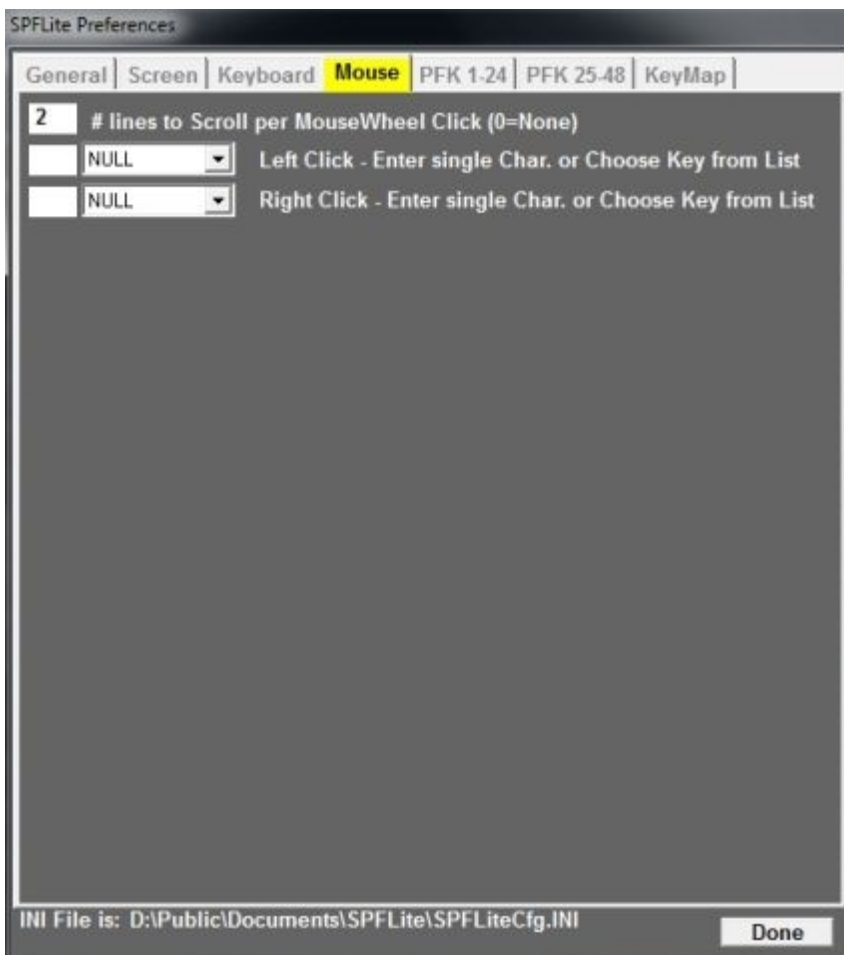 SPFLite Preferences
General Screen Keyboard Mouse PFK 1-24 PFK 25-48 KeyMap
2 # lines to Scroll per MouseWheel Click (0=None)
NULL Left Click - Enter single Char. or Choose Key from List
NULL Right Click - Enter single Char. or Choose Key from List
INI File is: D:\Public\Documents\SPFLite\SPFLiteCfg.INI
Done